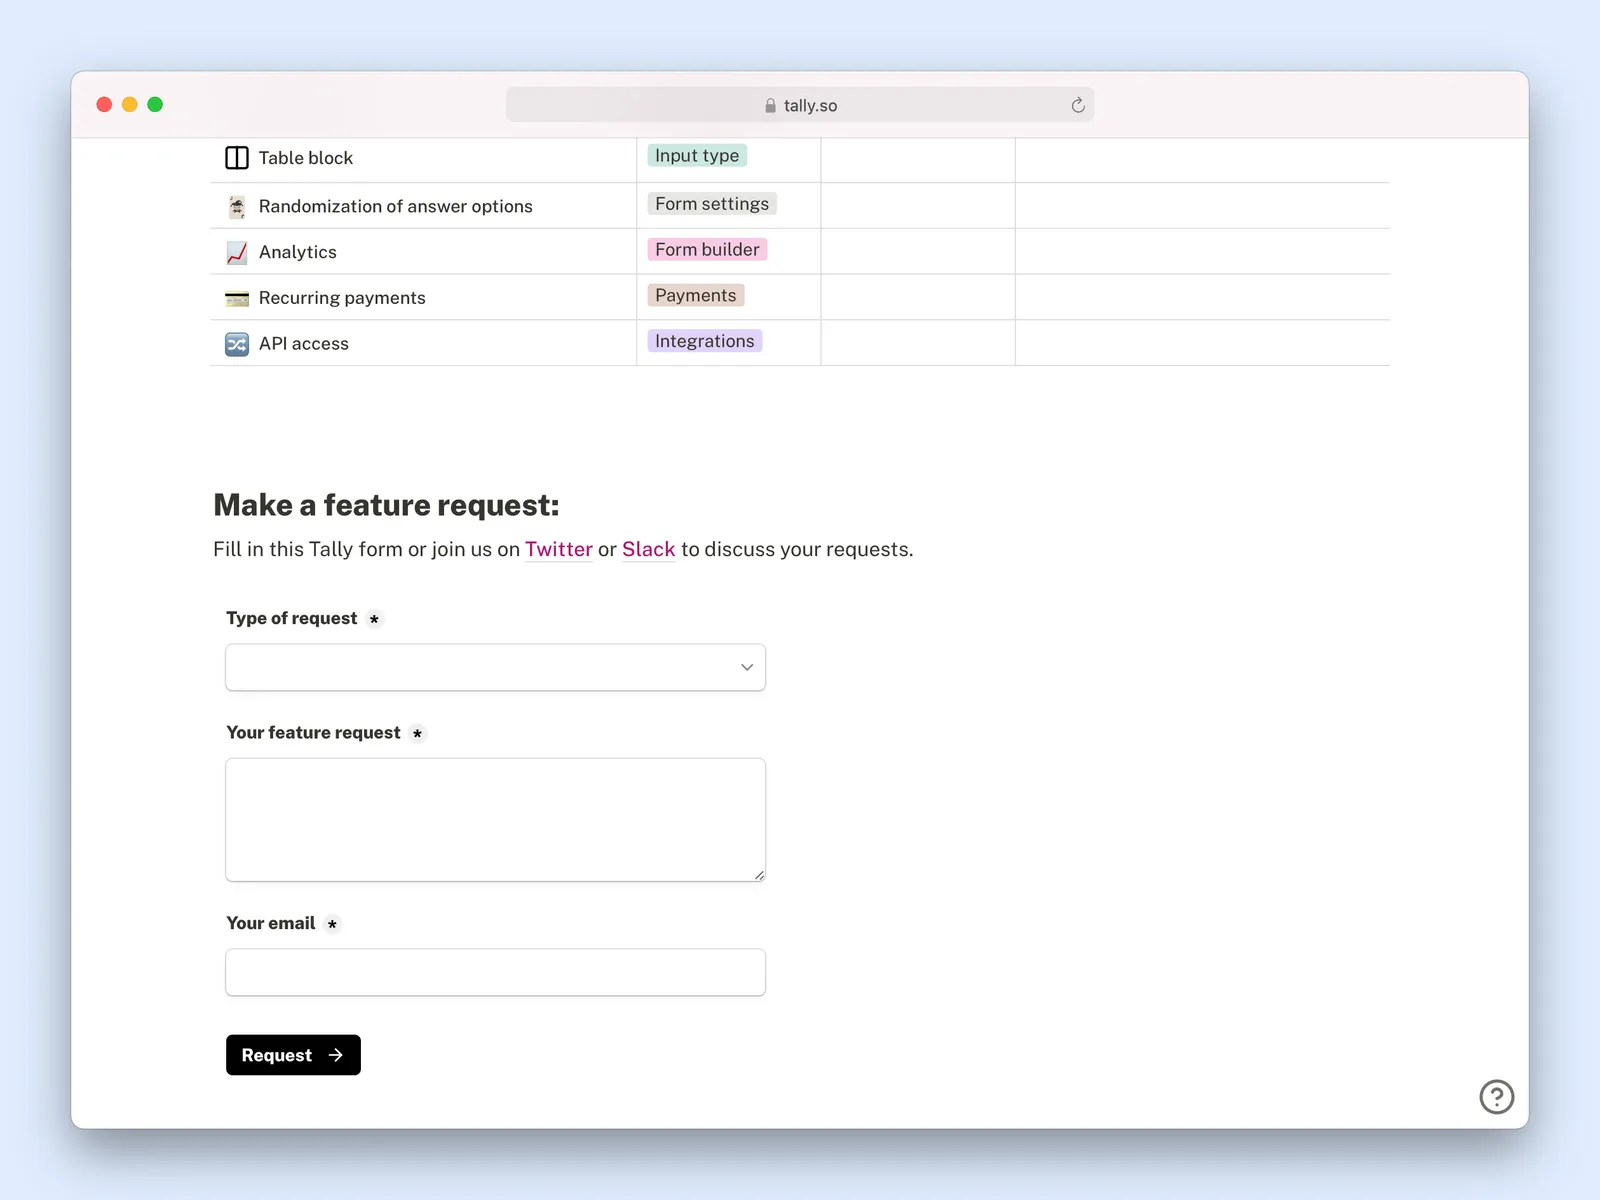 tally.so
Table block Input type
Randomization of answer options Form settings
Analytics Form builder
Recurring payments Payments
API access Integrations
Make a feature request:
Fill in this Tally form or join us on Twitter or Slack to discuss your requests.
Type of request *
Your feature request *
Your email *
Request →
?